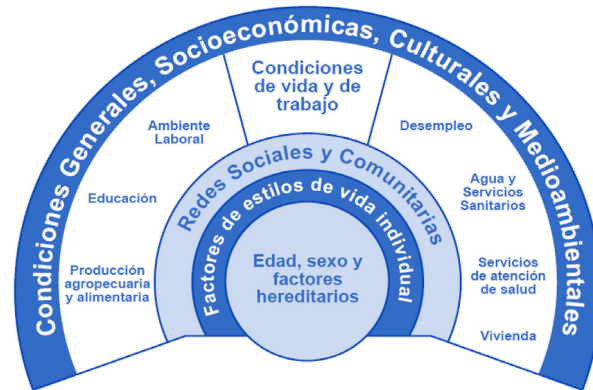 Condiciones Generales, Socioeconómicas, Culturales y Medioambientales
Condiciones
de vida y de
trabajo
Ambiente
Laboral
Desempleo
Educación
Agua y
Servicios
Sanitarios
Producción
agropecuaria
y alimentaria
Servicios
de atención
de salud
Vivienda
Redes Sociales y Comunitarias
Factores de estilos de vida individual
Edad, sexo y
factores
hereditarios